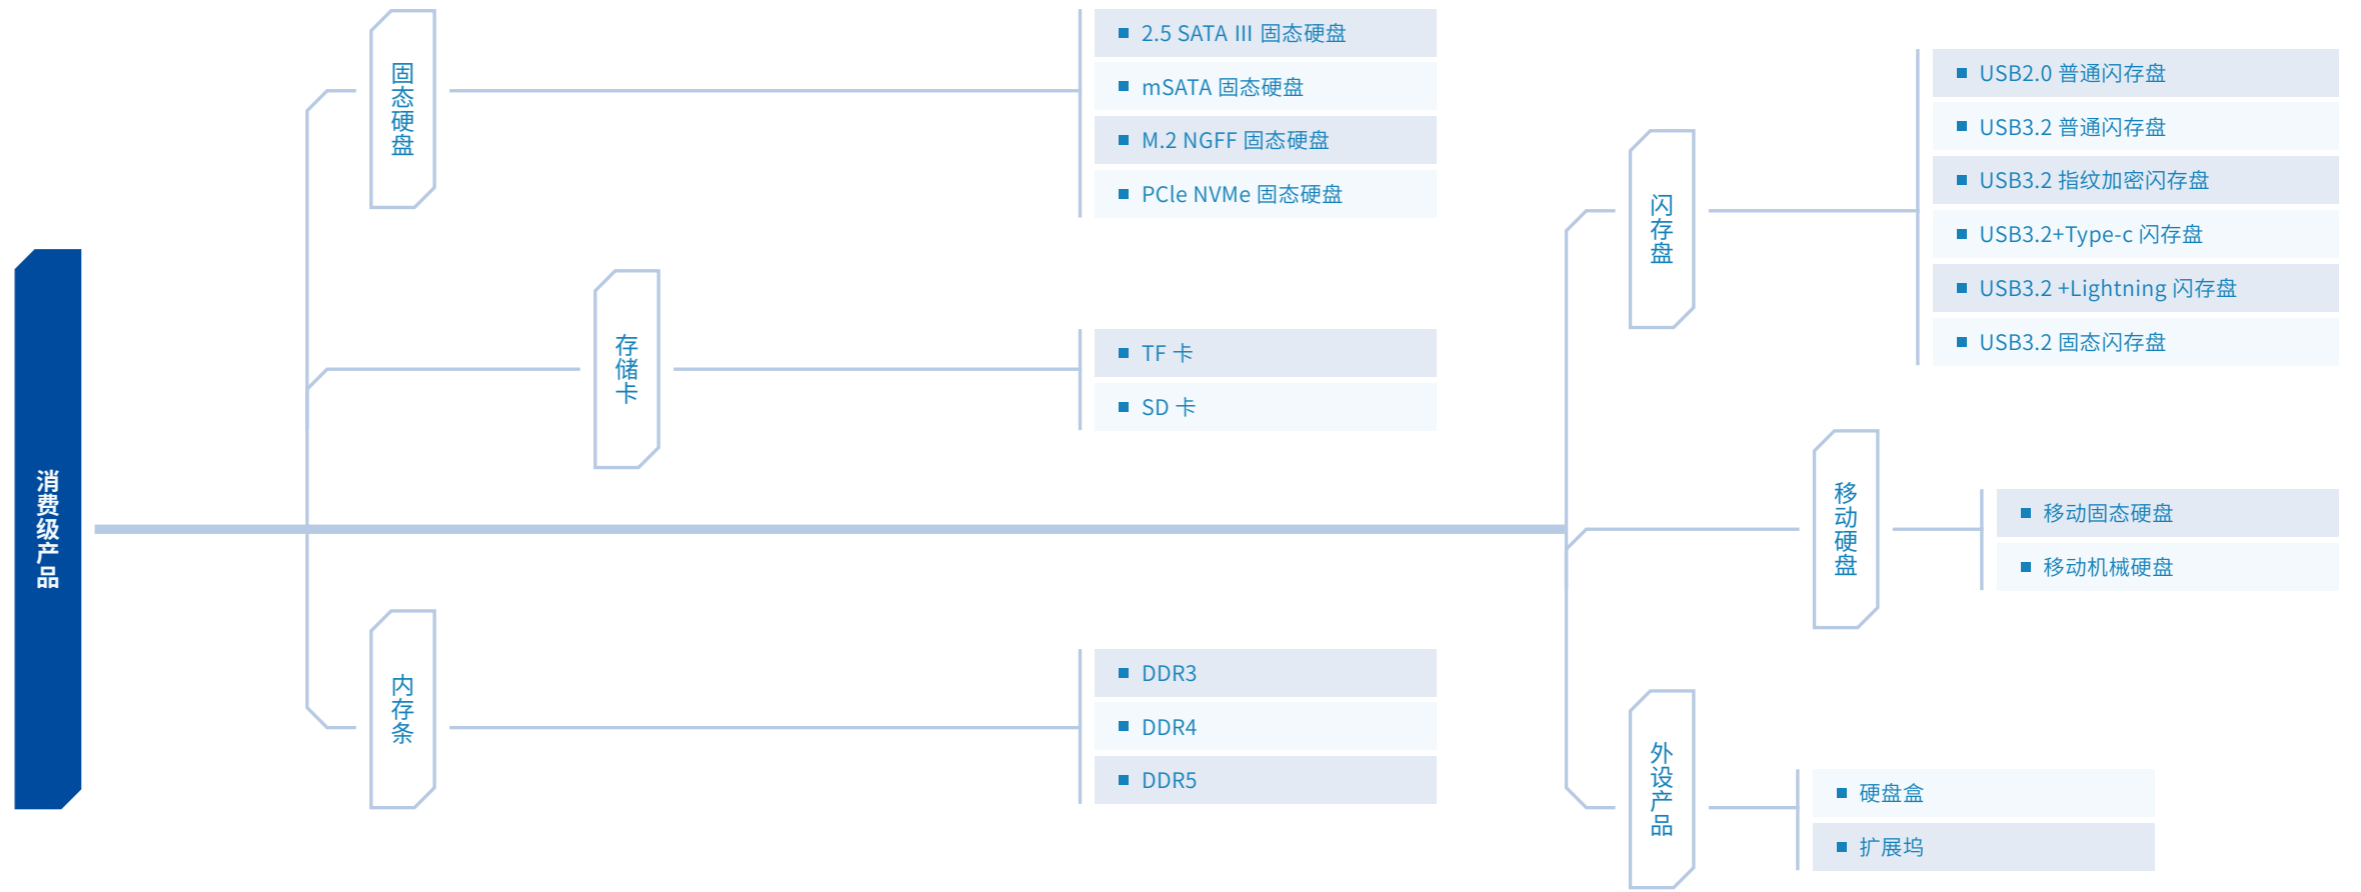 消费级产品
固态硬盘
2.5 SATA III 固态硬盘
mSATA 固态硬盘
M.2 NGFF 固态硬盘
PCle NVMe 固态硬盘
存储卡
TF 卡
SD 卡
内存条
DDR3
DDR4
DDR5
闪存盘
USB2.0 普通闪存盘
USB3.2 普通闪存盘
USB3.2 指纹加密闪存盘
USB3.2+Type-c 闪存盘
USB3.2 +Lightning 闪存盘
USB3.2 固态闪存盘
移动硬盘
移动固态硬盘
移动机械硬盘
外设产品
硬盘盒
扩展坞